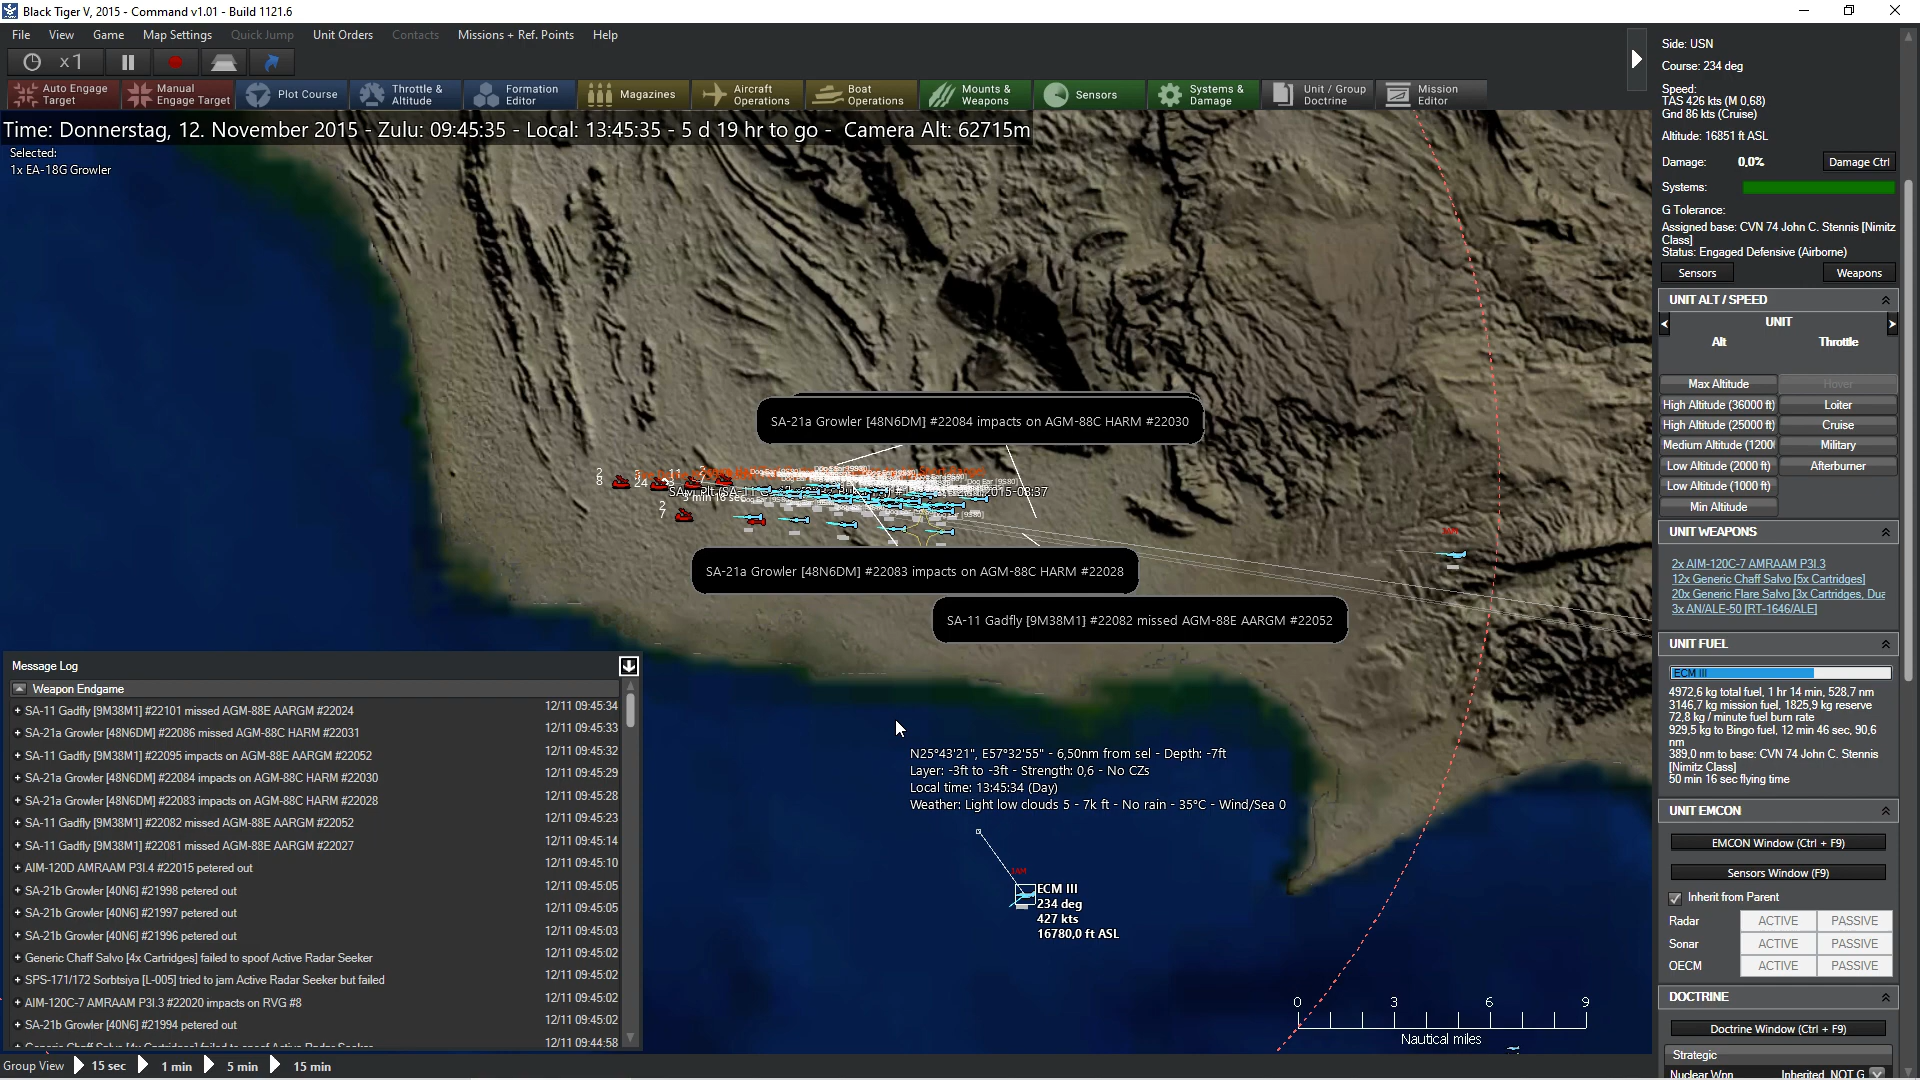 Black Tiger V, 2015 - Command v1.01 - Build 1121.6
File View Game Map Settings Quick Jump Unit Orders Contacts Missions + Ref. Points Help
x1
Auto Engage Target
Manual Engage Target
Plot Course
Throttle & Altitude
Formation Editor
Magazines
Aircraft Operations
Boat Operations
Mounts & Weapons
Sensors
Systems & Damage
Unit / Group Doctrine
Mission Editor
Time: Donnerstag, 12. November 2015 - Zulu: 09:45:35 - Local: 13:45:35 - 5 d 19 hr to go - Camera Alt: 62715m
Selected:
1x EA-18G Growler
SA-21a Growler [48N6DM] #22084 impacts on AGM-88C HARM #22030
3 min 16 sec
SA-21a Growler [48N6DM] #22083 impacts on AGM-88C HARM #22028
SA-11 Gadfly [9M38M1] #22082 missed AGM-88E AARGM #22052
N25°43'21", E57°32'55" - 6,50nm from sel - Depth: -7ft
Layer: -3ft to -3ft - Strength: 0,6 - No CZs
Local time: 13:45:34 (Day)
Weather: Light low clouds 5 - 7k ft - No rain - 35°C - Wind/Sea 0
JAM
ECM III
234 deg
427 kts
16780,0 ft ASL
0 3 6 9
Nautical miles
Message Log
Weapon Endgame
+ SA-11 Gadfly [9M38M1] #22101 missed AGM-88E AARGM #22024 12/11 09:45:34
+ SA-21a Growler [48N6DM] #22086 missed AGM-88C HARM #22031 12/11 09:45:33
+ SA-11 Gadfly [9M38M1] #22095 impacts on AGM-88E AARGM #22052 12/11 09:45:32
+ SA-21a Growler [48N6DM] #22084 impacts on AGM-88C HARM #22030 12/11 09:45:29
+ SA-21a Growler [48N6DM] #22083 impacts on AGM-88C HARM #22028 12/11 09:45:28
+ SA-11 Gadfly [9M38M1] #22082 missed AGM-88E AARGM #22052 12/11 09:45:23
+ SA-11 Gadfly [9M38M1] #22081 missed AGM-88E AARGM #22027 12/11 09:45:14
+ AIM-120D AMRAAM P3I.4 #22015 petered out 12/11 09:45:10
+ SA-21b Growler [40N6] #21998 petered out 12/11 09:45:05
+ SA-21b Growler [40N6] #21997 petered out 12/11 09:45:05
+ SA-21b Growler [40N6] #21996 petered out 12/11 09:45:03
+ Generic Chaff Salvo [4x Cartridges] failed to spoof Active Radar Seeker 12/11 09:45:02
+ SPS-171/172 Sorbtsiya [L-005] tried to jam Active Radar Seeker but failed 12/11 09:45:02
+ AIM-120C-7 AMRAAM P3I.3 #22020 impacts on RVG #8 12/11 09:45:02
+ SA-21b Growler [40N6] #21994 petered out 12/11 09:45:02
+ Generic Chaff Salvo [4x Cartridges] failed to spoof Active Radar Seeker 12/11 09:44:58
Group View 15 sec 1 min 5 min 15 min
Side: USN
Course: 234 deg
Speed:
TAS 426 kts (M 0,68)
Gnd 86 kts (Cruise)
Altitude: 16851 ft ASL
Damage: 0,0% Damage Ctrl
Systems:
G Tolerance:
Assigned base: CVN 74 John C. Stennis [Nimitz
Class]
Status: Engaged Defensive (Airborne)
Sensors Weapons
UNIT ALT / SPEED
< UNIT >
Alt Throttle
Max Altitude Hover
High Altitude (36000 ft) Loiter
High Altitude (25000 ft) Cruise
Medium Altitude (1200 Military
Low Altitude (2000 ft) Afterburner
Low Altitude (1000 ft)
Min Altitude
UNIT WEAPONS
2x AIM-120C-7 AMRAAM P3I.3
12x Generic Chaff Salvo [5x Cartridges]
20x Generic Flare Salvo [3x Cartridges, Dua
3x AN/ALE-50 [RT-1646/ALE]
UNIT FUEL
ECM III
4972,6 kg total fuel, 1 hr 14 min, 528,7 nm
3146,7 kg mission fuel, 1825,9 kg reserve
72,8 kg / minute fuel burn rate
929,5 kg to Bingo fuel, 12 min 46 sec, 90,6
nm
389,0 nm to base: CVN 74 John C. Stennis
[Nimitz Class]
50 min 16 sec flying time
UNIT EMCON
EMCON Window (Ctrl + F9)
Sensors Window (F9)
Inherit from Parent
Radar ACTIVE PASSIVE
Sonar ACTIVE PASSIVE
OECM ACTIVE PASSIVE
DOCTRINE
Doctrine Window (Ctrl + F9)
Strategic
Nuclear Wpn Inherited, NOT G